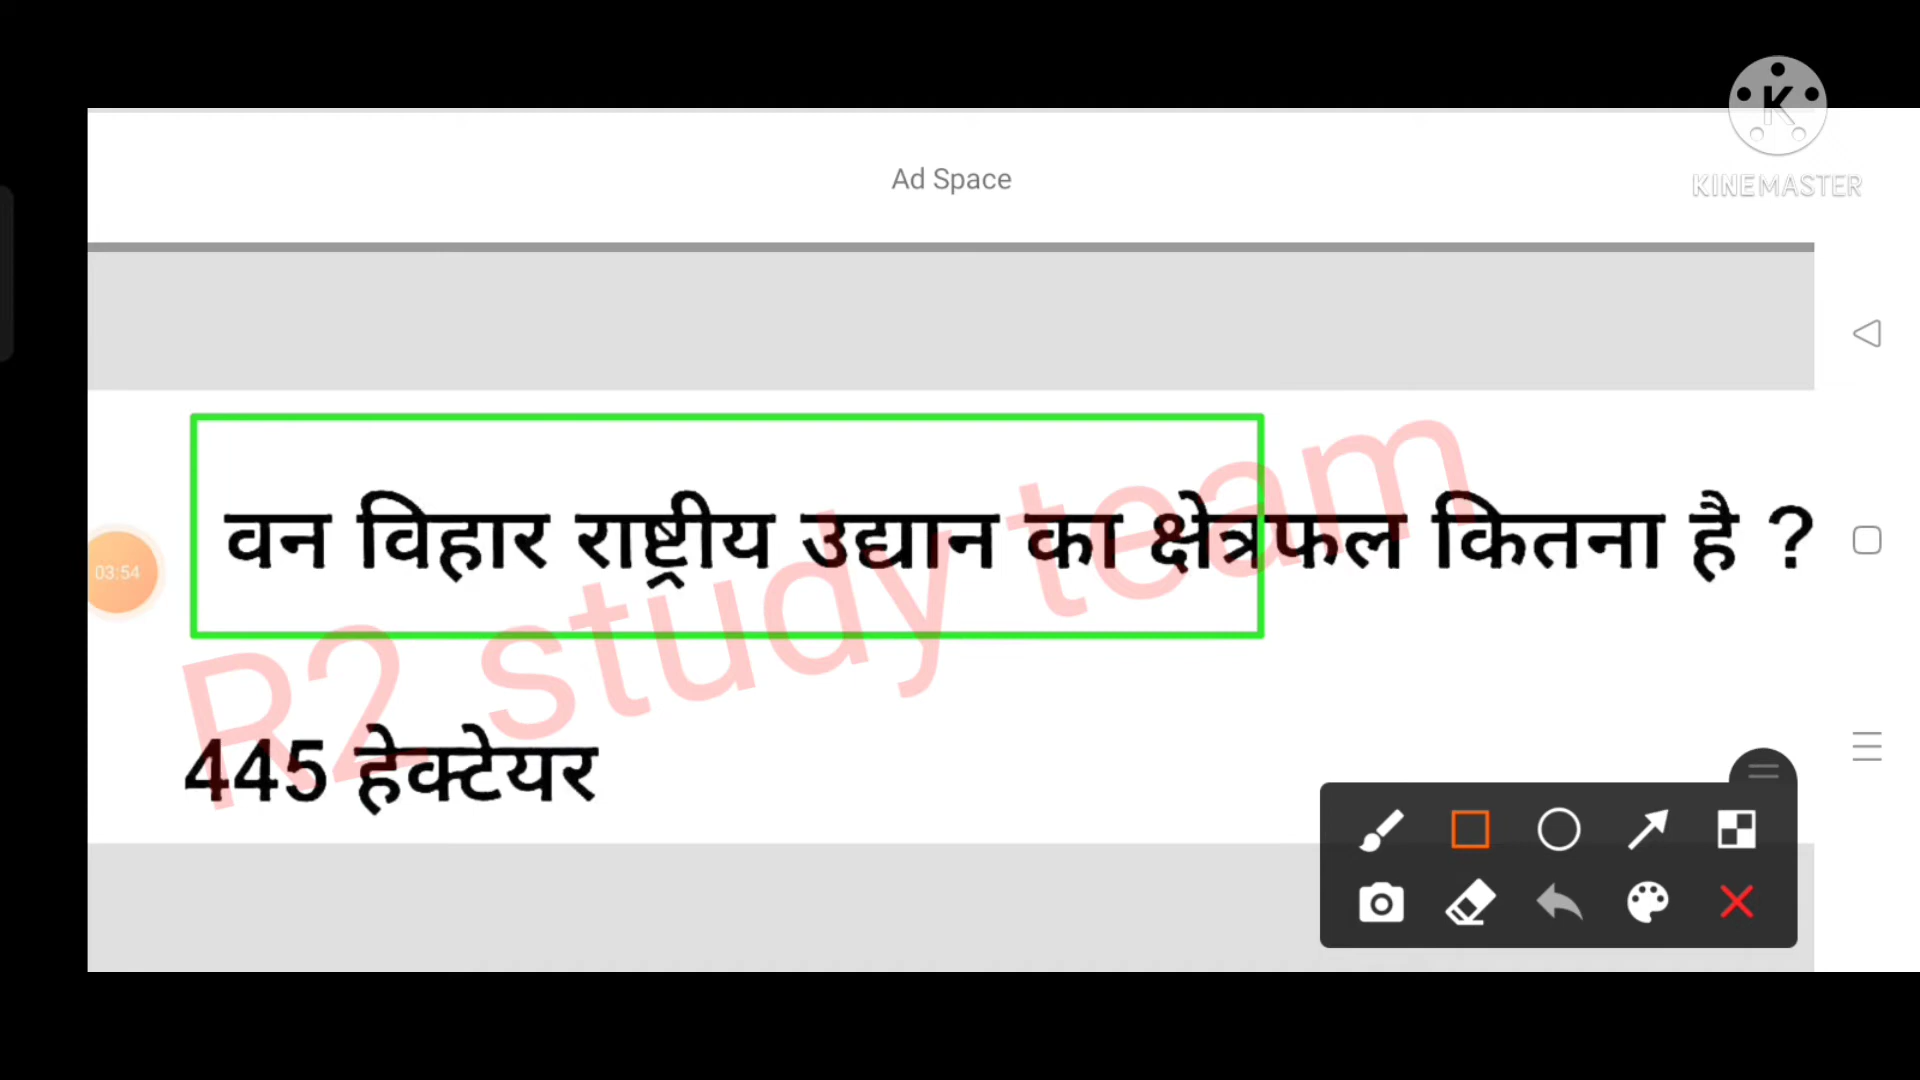 K
KINEMASTER
Ad Space
वन विहार राष्ट्रीय उद्यान का क्षेत्रफल कितना है ?
03:54
R2 study team
445 हेक्टेयर